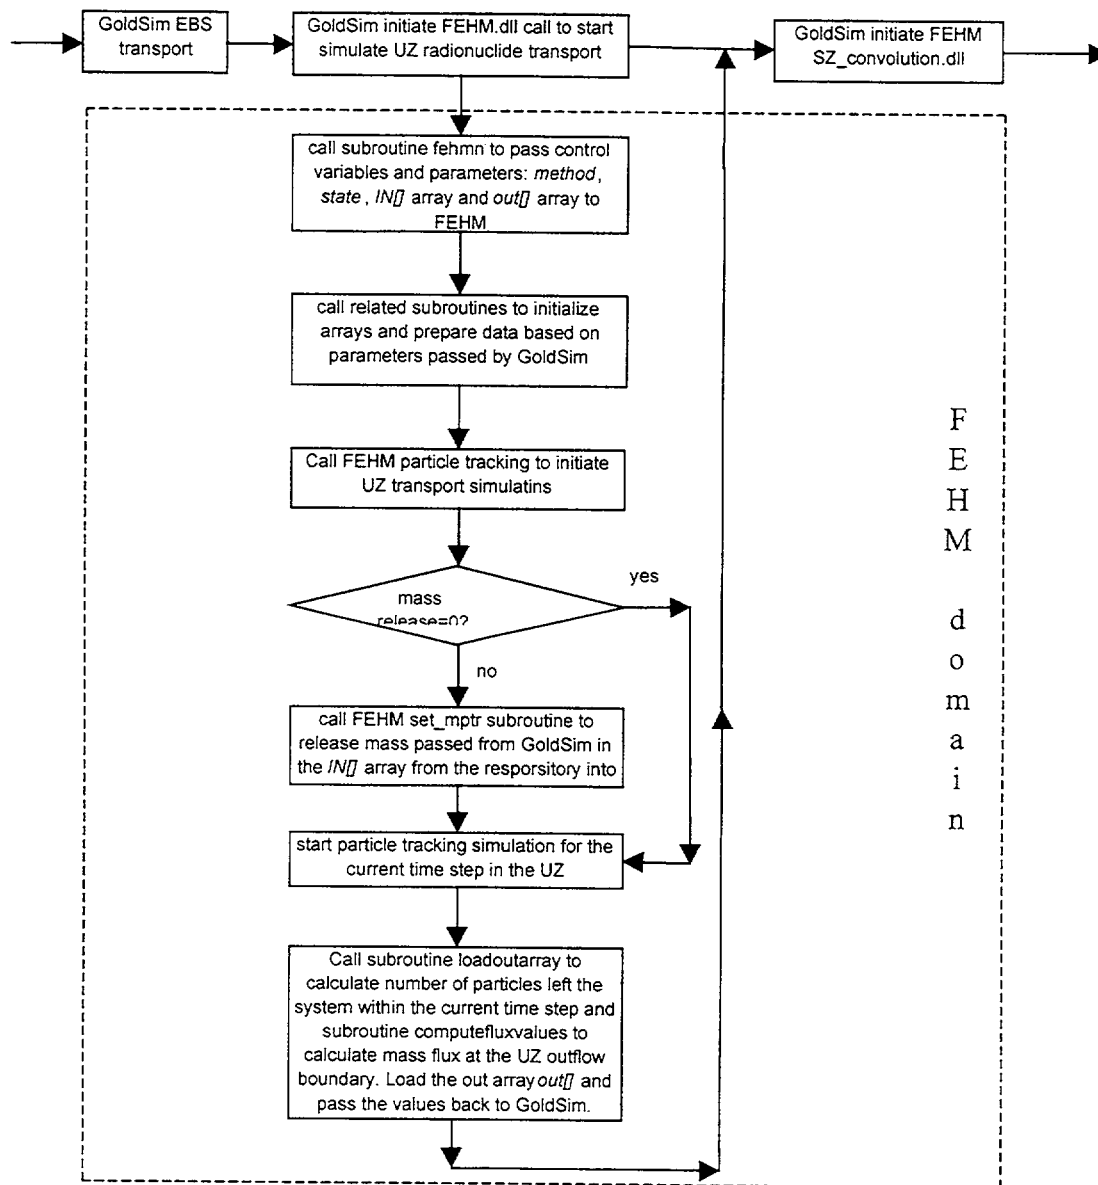 GoldSim EBS
transport
GoldSim initiate FEHM.dll call to start
simulate UZ radionuclide transport
GoldSim initiate FEHM
SZ_convolution.dll
call subroutine fehmn to pass control
variables and parameters: method,
state, IN[] array and out[] array to
FEHM
call related subroutines to initialize
arrays and prepare data based on
parameters passed by GoldSim
Call FEHM particle tracking to initiate
UZ transport simulatins
mass
release=0?
yes
no
call FEHM set_mptr subroutine to
release mass passed from GoldSim in
the IN[] array from the resporsitory into
start particle tracking simulation for the
current time step in the UZ
Call subroutine loadoutarray to
calculate number of particles left the
system within the current time step and
subroutine computefluxvalues to
calculate mass flux at the UZ outflow
boundary. Load the out array out[] and
pass the values back to GoldSim.
F
E
H
M
d
o
m
a
i
n